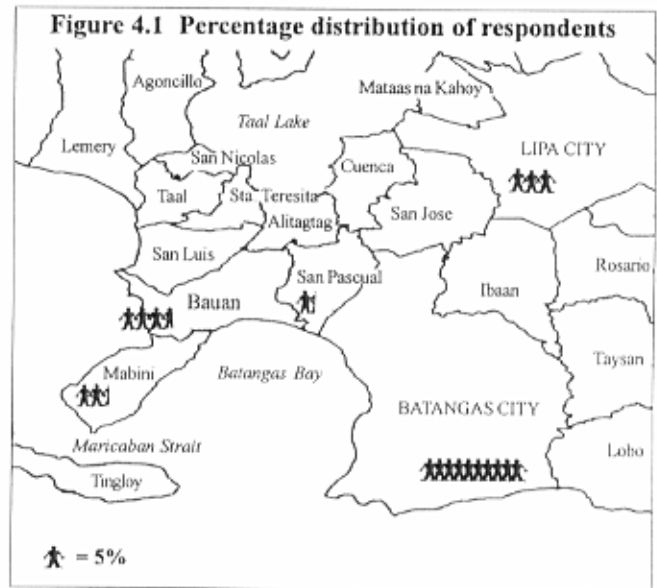 Figure 4.1 Percentage distribution of respondents
Agoncillo
Mataas na Kahoy
Taal Lake
Lemery
LIPA CITY
San Nicolas
Cuenca
Taal
Sta Teresita
San Jose
Alitagtag
San Luis
San Pascual
Rosario
Ibaan
Bauan
Taysan
Mabini
Batangas Bay
BATANGAS CITY
Maricaban Strait
Lobo
Tingloy
= 5%